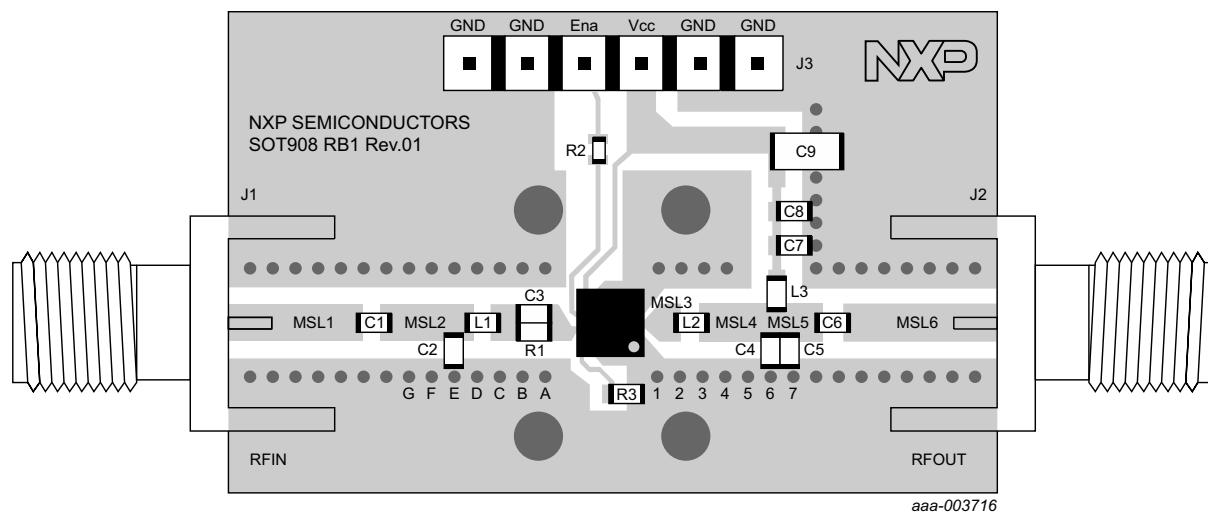 GND GND Ena Vcc GND GND
J3
NXP
NXP SEMICONDUCTORS
SOT908 RB1 Rev.01
R2
C9
J1
J2
C8
C7
C3
MSL3
L3
MSL1 C1 MSL2 L1 L2 MSL4 MSL5 C6 MSL6
C2 R1 C4 C5
R3
G F E D C B A
1 2 3 4 5 6 7
RFIN
RFOUT
aaa-003716